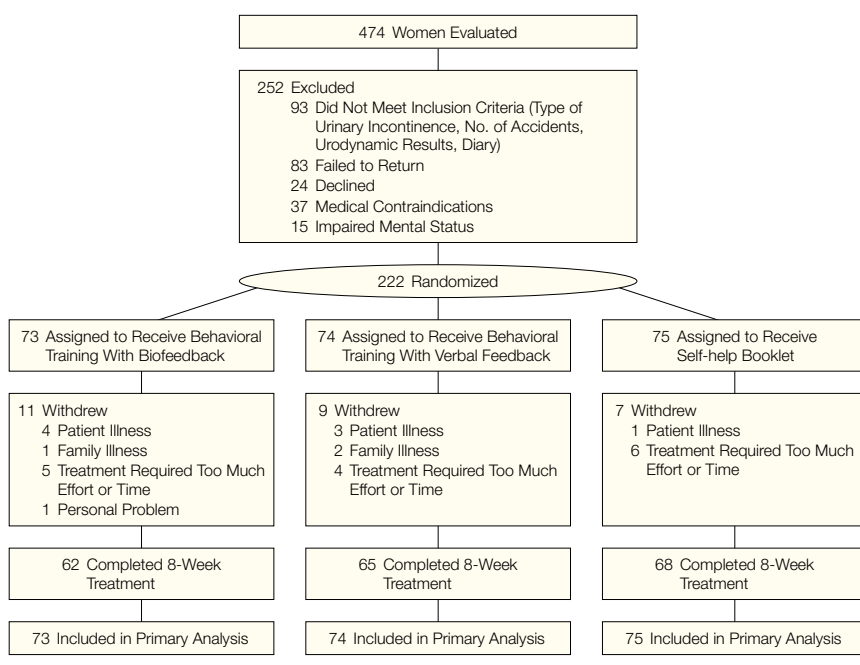 474 Women Evaluated
252 Excluded
93 Did Not Meet Inclusion Criteria (Type of
Urinary Incontinence, No. of Accidents,
Urodynamic Results, Diary)
83 Failed to Return
24 Declined
37 Medical Contraindications
15 Impaired Mental Status
222 Randomized
73 Assigned to Receive Behavioral
Training With Biofeedback
74 Assigned to Receive Behavioral
Training With Verbal Feedback
75 Assigned to Receive
Self-help Booklet
11 Withdrew
4 Patient Illness
1 Family Illness
5 Treatment Required Too Much
Effort or Time
1 Personal Problem
9 Withdrew
3 Patient Illness
2 Family Illness
4 Treatment Required Too Much
Effort or Time
7 Withdrew
1 Patient Illness
6 Treatment Required Too Much
Effort or Time
62 Completed 8-Week
Treatment
65 Completed 8-Week
Treatment
68 Completed 8-Week
Treatment
73 Included in Primary Analysis
74 Included in Primary Analysis
75 Included in Primary Analysis